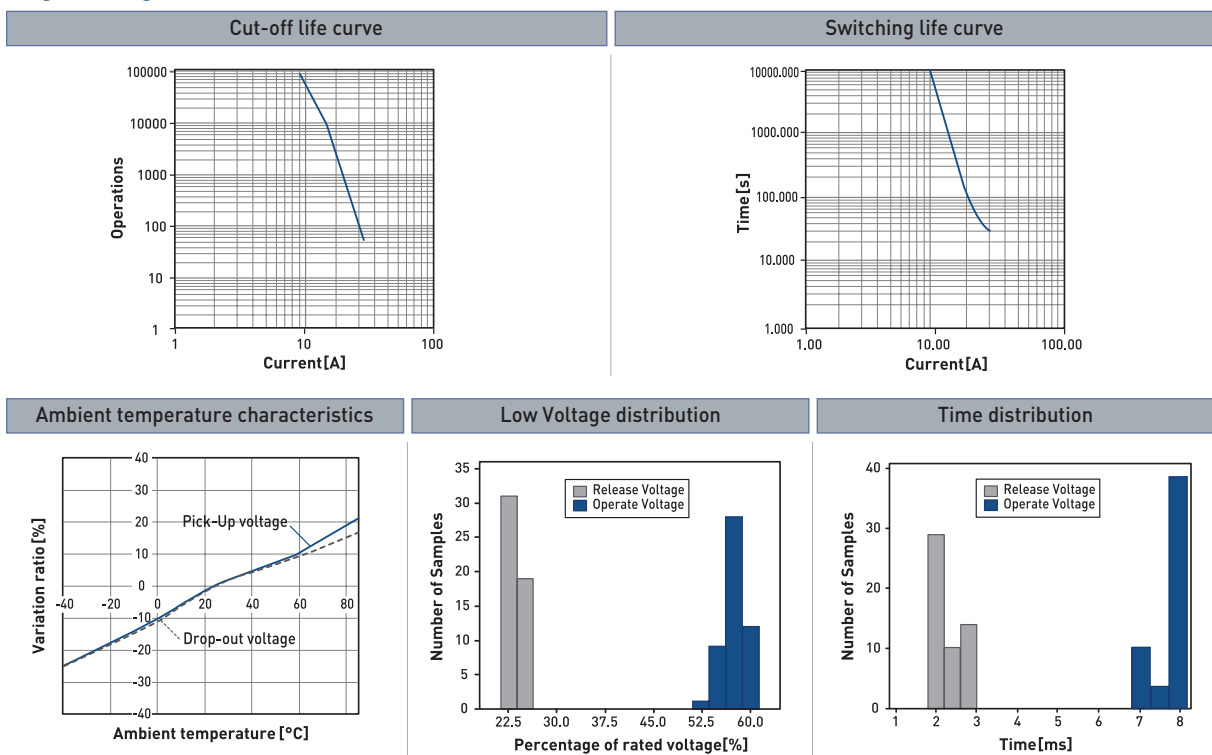 Cut-off life curve
Switching life curve
100000
10000
1000
100
10
1
Operations
1
10
100
Current[A]
10000.000
1000.000
100.000
10.000
1.000
Time[s]
1.00
10.00
100.00
Current[A]
Ambient temperature characteristics
Low Voltage distribution
Time distribution
40
30
20
10
0
-10
-20
-30
-40
-40
-20
0
20
40
60
80
Pick-Up voltage
Drop-out voltage
Variation ratio[%]
Ambient temperature [°C]
35
30
25
20
15
10
5
0
Number of Samples
Release Voltage
Operate Voltage
22.5
30.0
37.5
45.0
52.5
60.0
Percentage of rated voltage[%]
40
30
20
10
0
Number of Samples
Release Voltage
Operate Voltage
1
2
3
4
5
6
7
8
Time[ms]